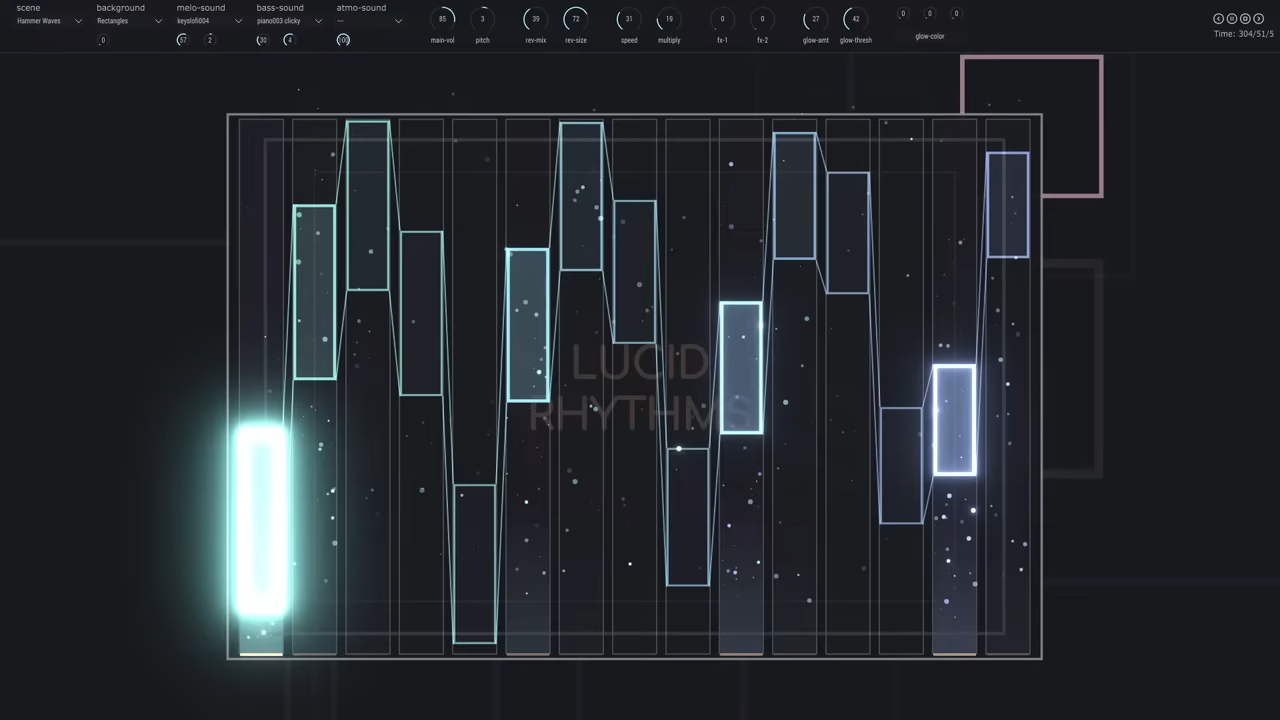 scene
Hammer Waves
background
Rectangles
0
melo-sound
keyslofi004
57
2
bass-sound
piano003 clicky
30
4
atmo-sound
---
100
85
main-vol
3
pitch
39
rev-mix
72
rev-size
31
speed
19
multiply
0
fx-1
0
fx-2
27
glow-amt
42
glow-thresh
0 0 0
glow-color
Time: 304/51/5
LUCID
RHYTHMS